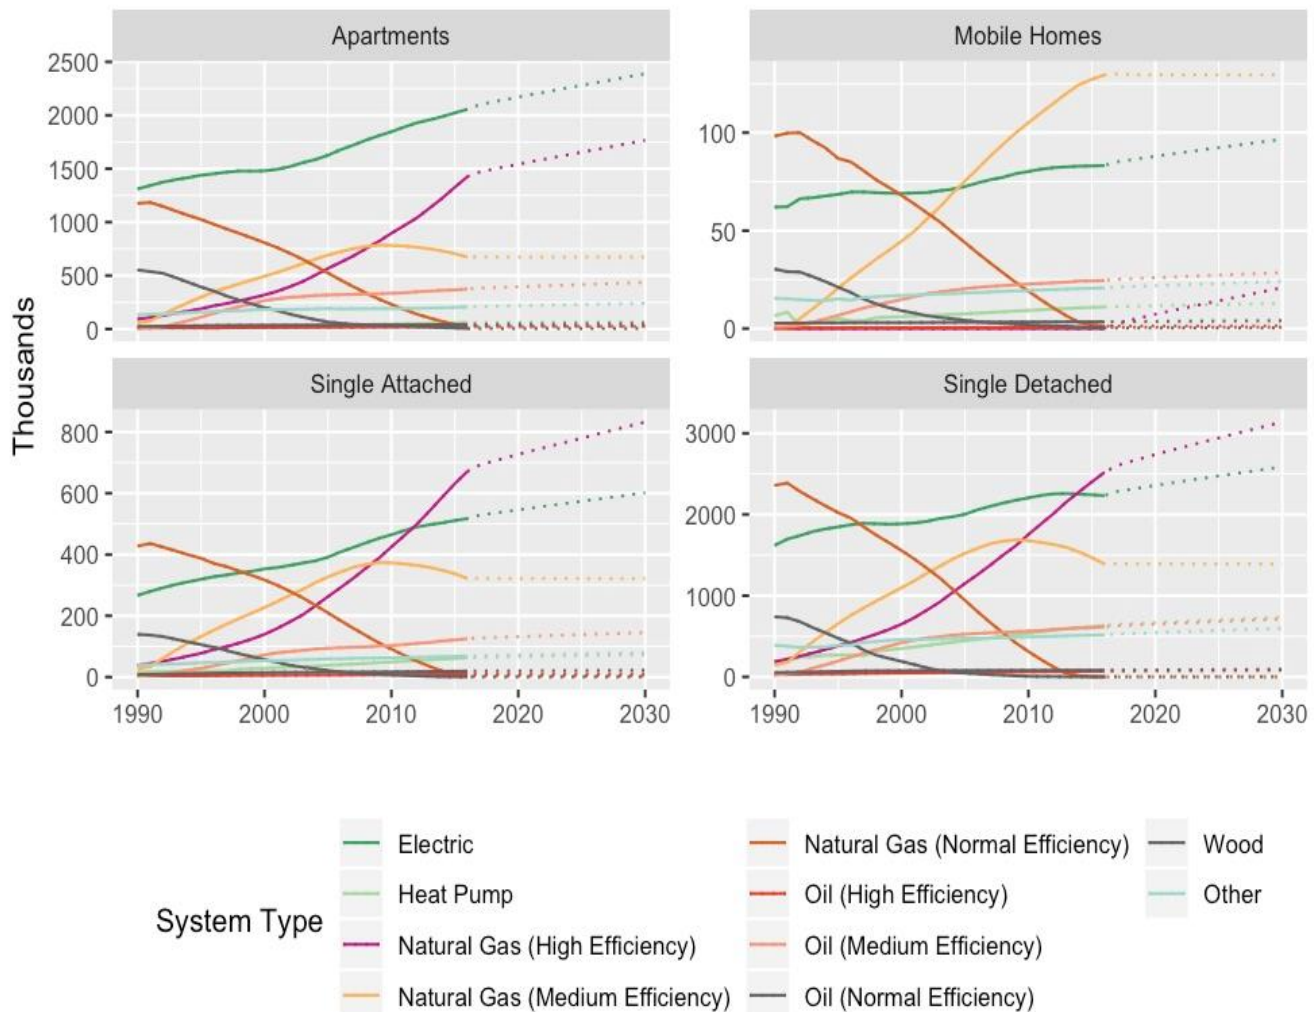 Apartments
Mobile Homes
2500
2000
1500
1000
500
0
100
50
0
Thousands
Single Attached
Single Detached
800
600
400
200
0
3000
2000
1000
0
1990 2000 2010 2020 2030
1990 2000 2010 2020 2030
System Type
Electric
Heat Pump
Natural Gas (High Efficiency)
Natural Gas (Medium Efficiency)
Natural Gas (Normal Efficiency)
Oil (High Efficiency)
Oil (Medium Efficiency)
Oil (Normal Efficiency)
Wood
Other